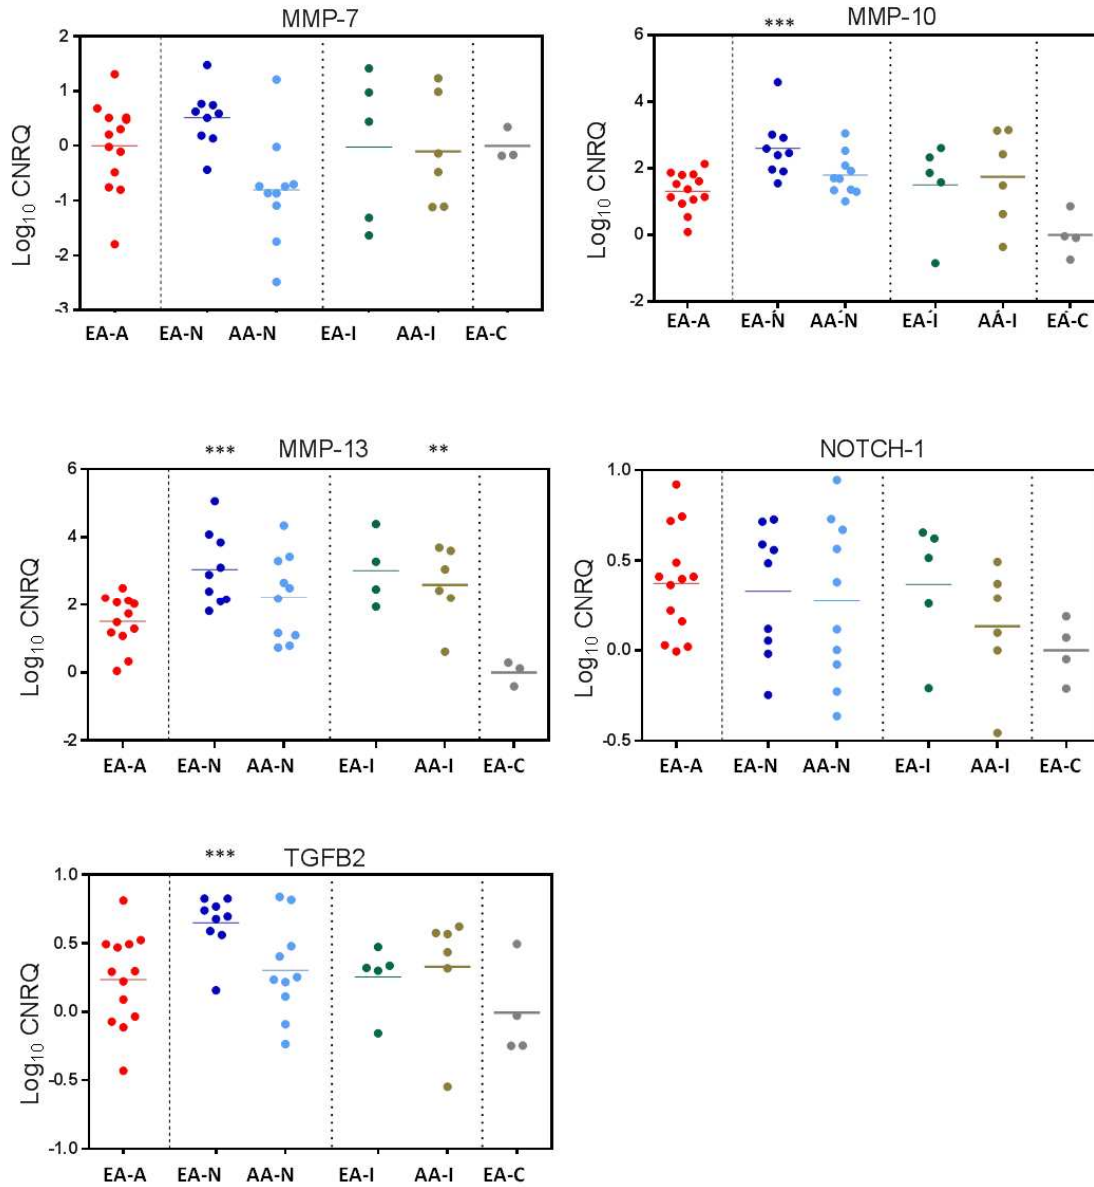 MMP-7
Log10 CNRQ
2
1
0
-1
-2
-3
EA-A EA-N AA-N EA-I AA-I EA-C
*** MMP-10
Log10 CNRQ
6
4
2
0
-2
EA-A EA-N AA-N EA-I AA-I EA-C
*** MMP-13 **
Log10 CNRQ
6
4
2
0
-2
EA-A EA-N AA-N EA-I AA-I EA-C
NOTCH-1
Log10 CNRQ
1.0
0.5
0.0
-0.5
EA-A EA-N AA-N EA-I AA-I EA-C
*** TGFB2
Log10 CNRQ
1.0
0.5
0.0
-0.5
-1.0
EA-A EA-N AA-N EA-I AA-I EA-C